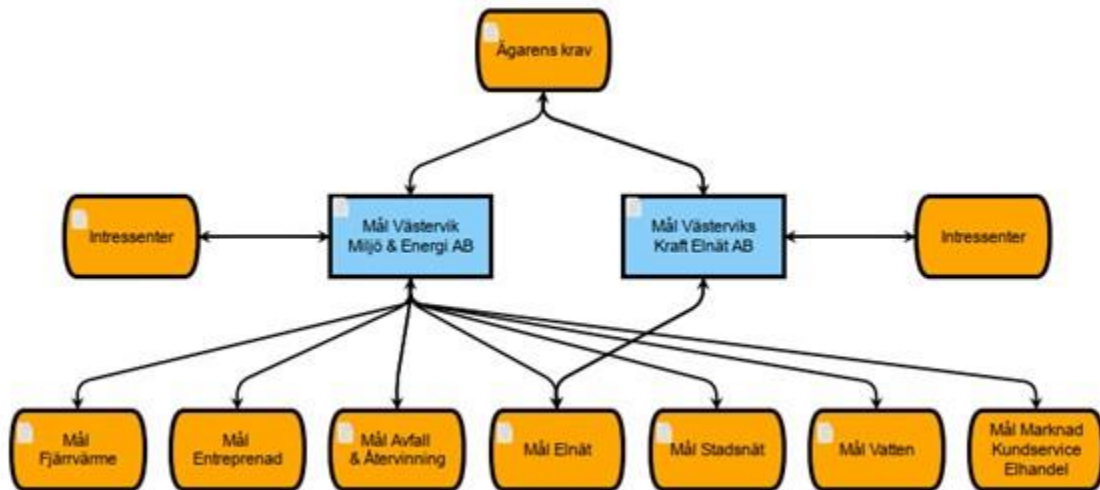 Ägarens krav
Intressenter
Mål Västervik
Miljö & Energi AB
Mål Västerviks
Kraft Elnät AB
Intressenter
Mål
Fjärrvärme
Mål
Entreprenad
Mål Avfall
& Återvinning
Mål Elnät
Mål Stadsnät
Mål Vatten
Mål Marknad
Kundservice
Elhandel